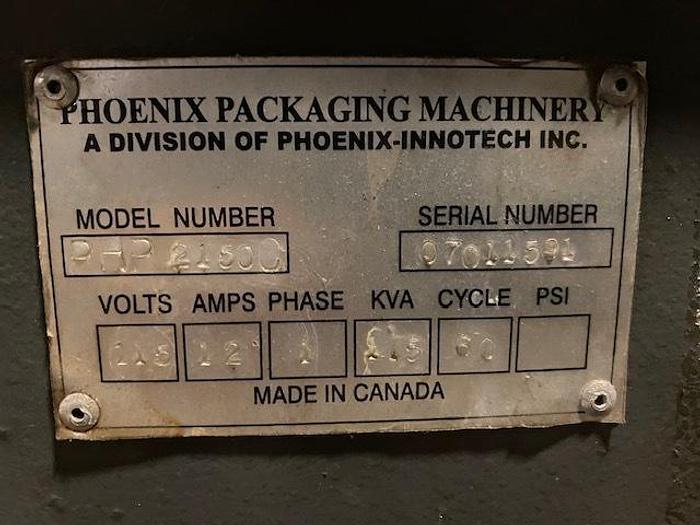 PHOENIX PACKAGING MACHINERY
A DIVISION OF PHOENIX-INNOTECH INC.
MODEL NUMBER SERIAL NUMBER
PHP 2150C 07011591
VOLTS AMPS PHASE KVA CYCLE PSI
115 12 1 60
MADE IN CANADA